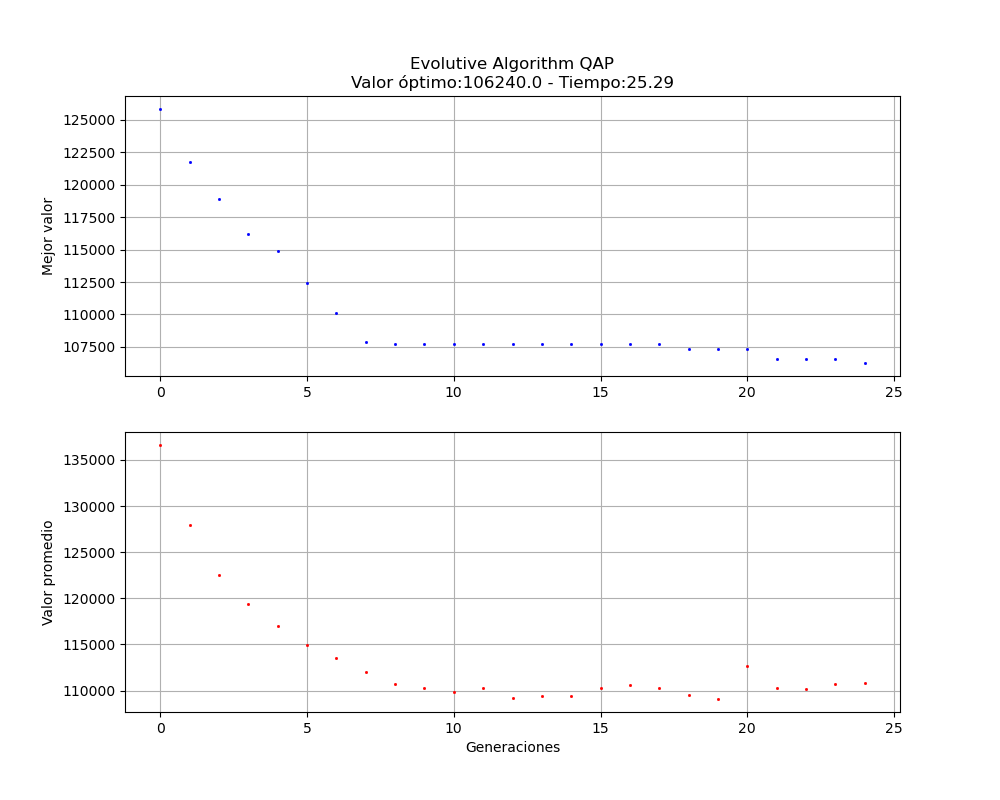 Evolutive Algorithm QAP
Valor óptimo:106240.0 - Tiempo:25.29
Mejor valor
125000
122500
120000
117500
115000
112500
110000
107500
0 5 10 15 20 25
Valor promedio
135000
130000
125000
120000
115000
110000
0 5 10 15 20 25
Generaciones